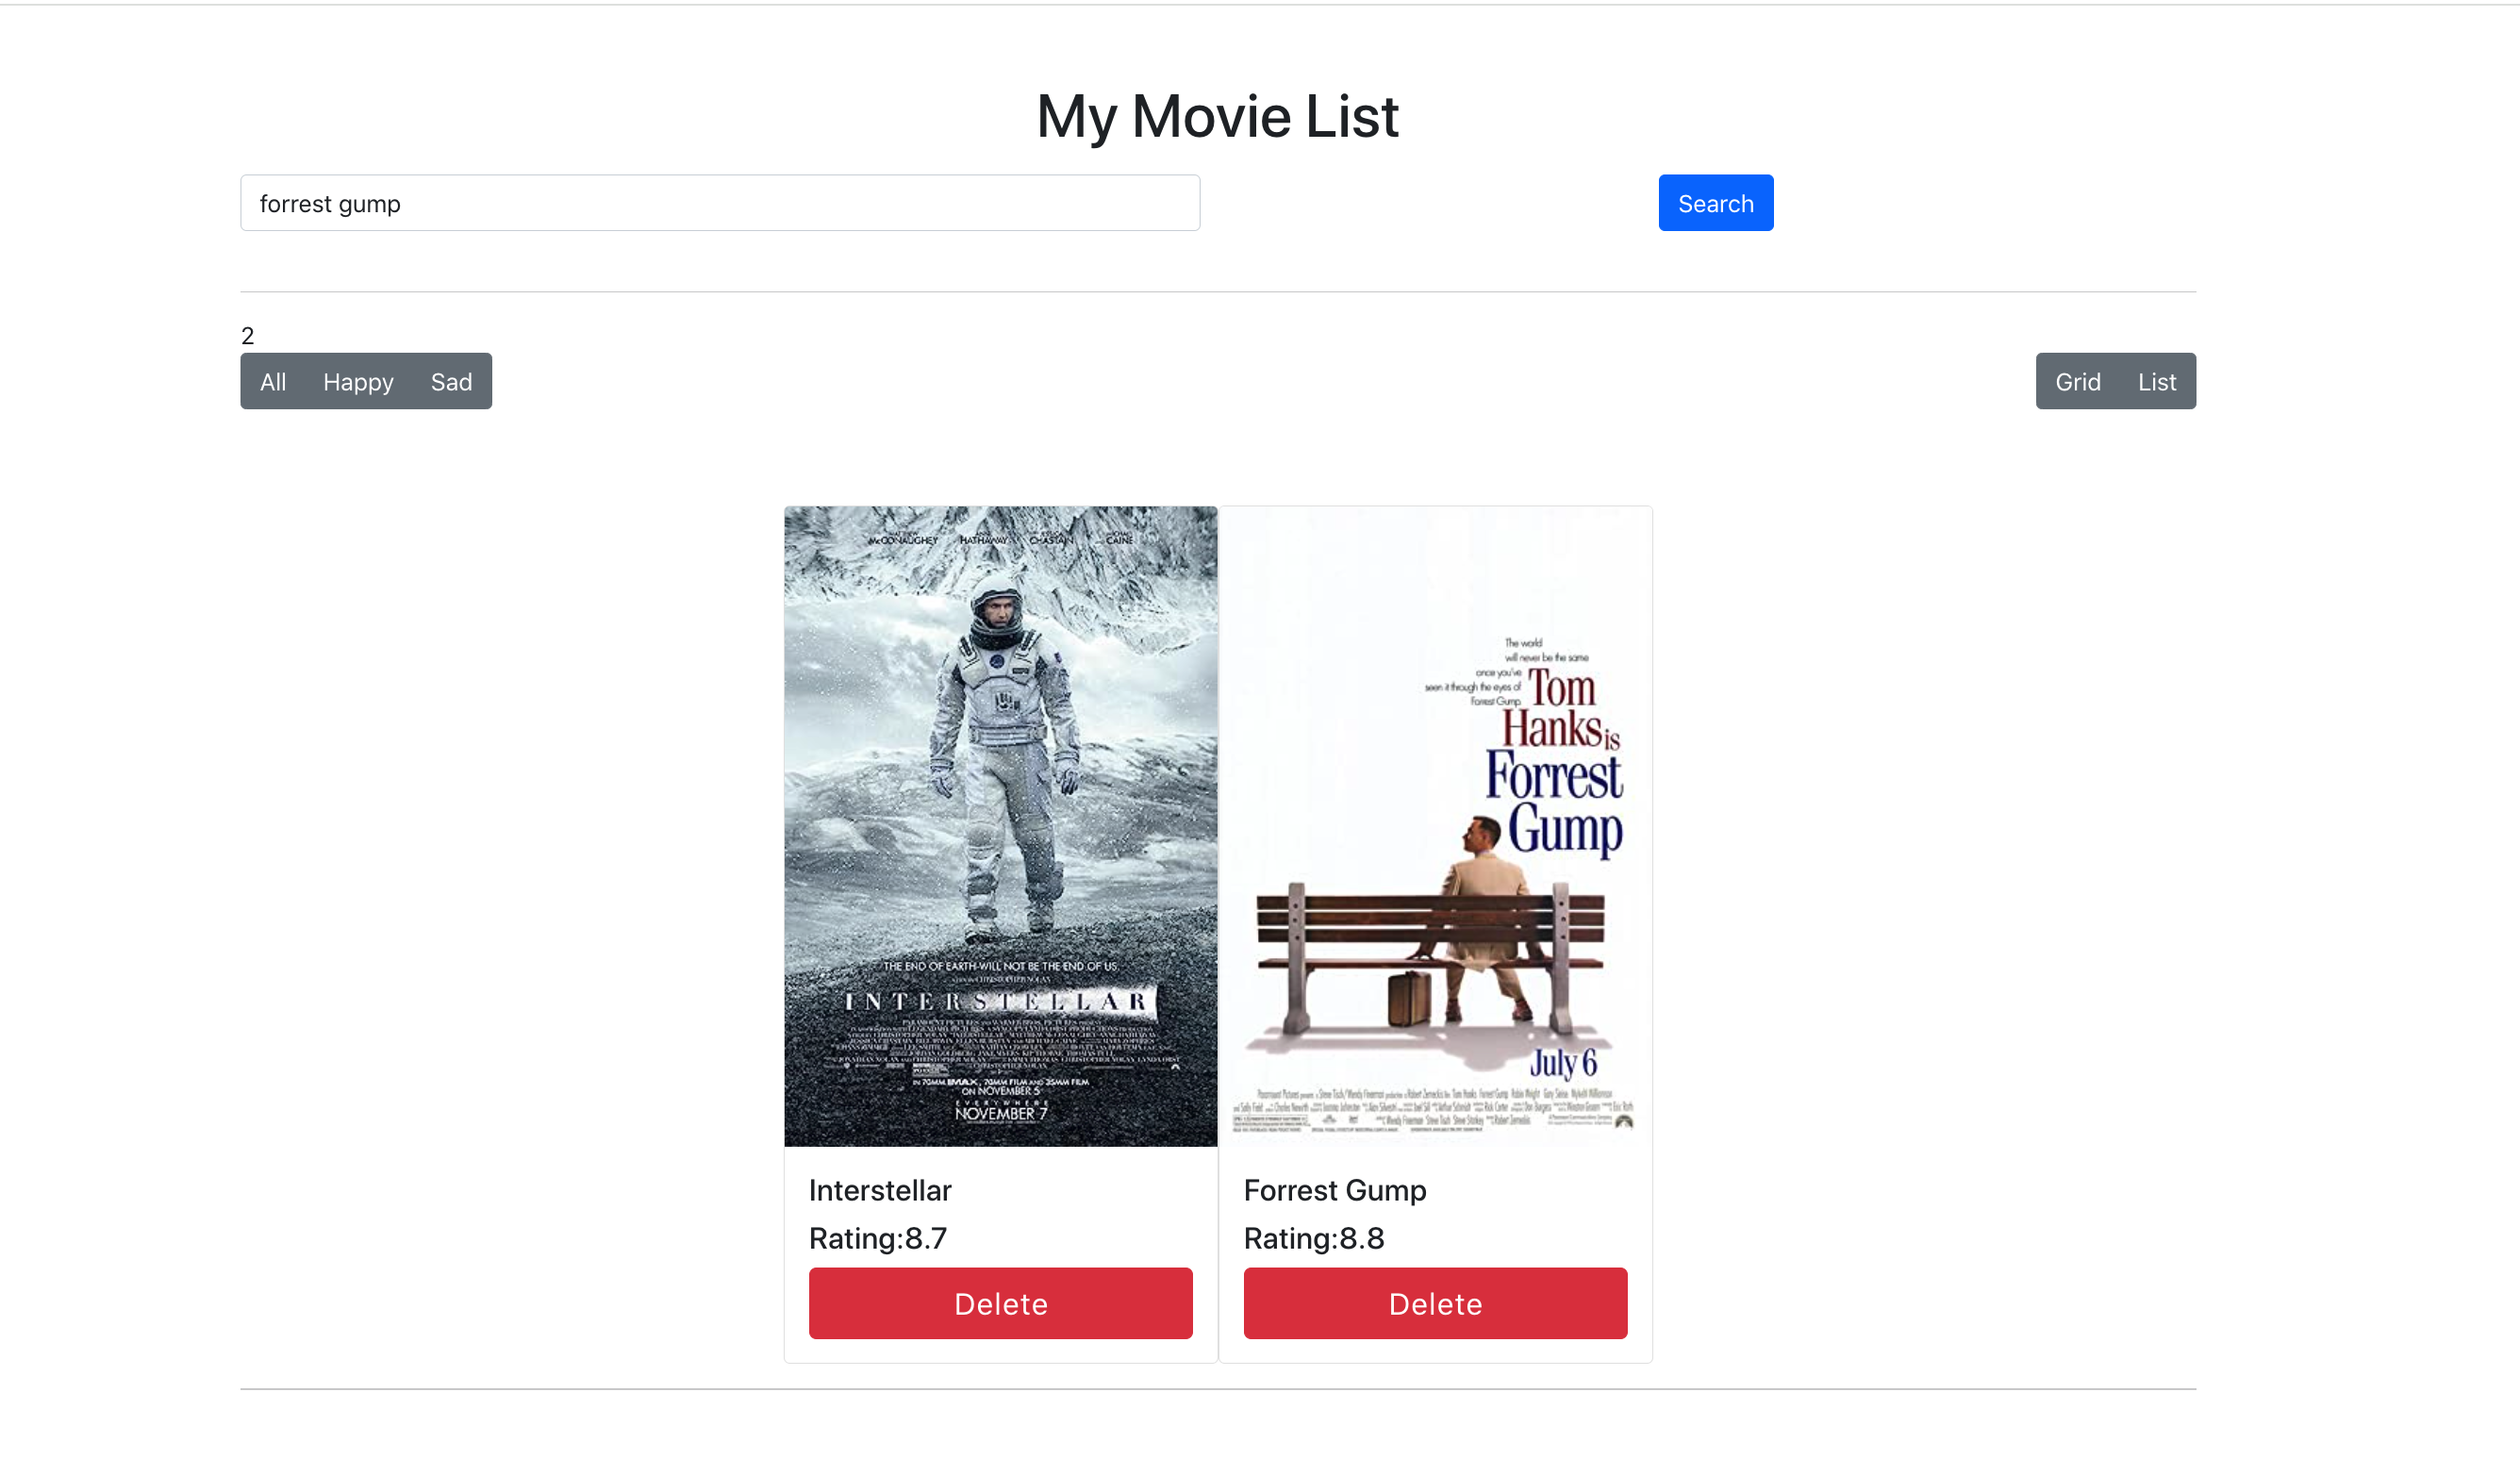 My Movie List
forrest gump
Search
2
All Happy Sad
Grid List
McCONAUGHEY HATHAWAY CHASTAIN CAINE
THE END OF EARTH WILL NOT BE THE END OF US.
INTERSTELLAR
IN 70MM IMAX, 70MM FILM AND 35MM FILM
ON NOVEMBER 5
EVERYWHERE
NOVEMBER 7
The world
will never be the same
once you've
seen it through the eyes of
Forrest Gump.
Tom
Hanks is
Forrest
Gump
July 6
Interstellar
Rating:8.7
Delete
Forrest Gump
Rating:8.8
Delete